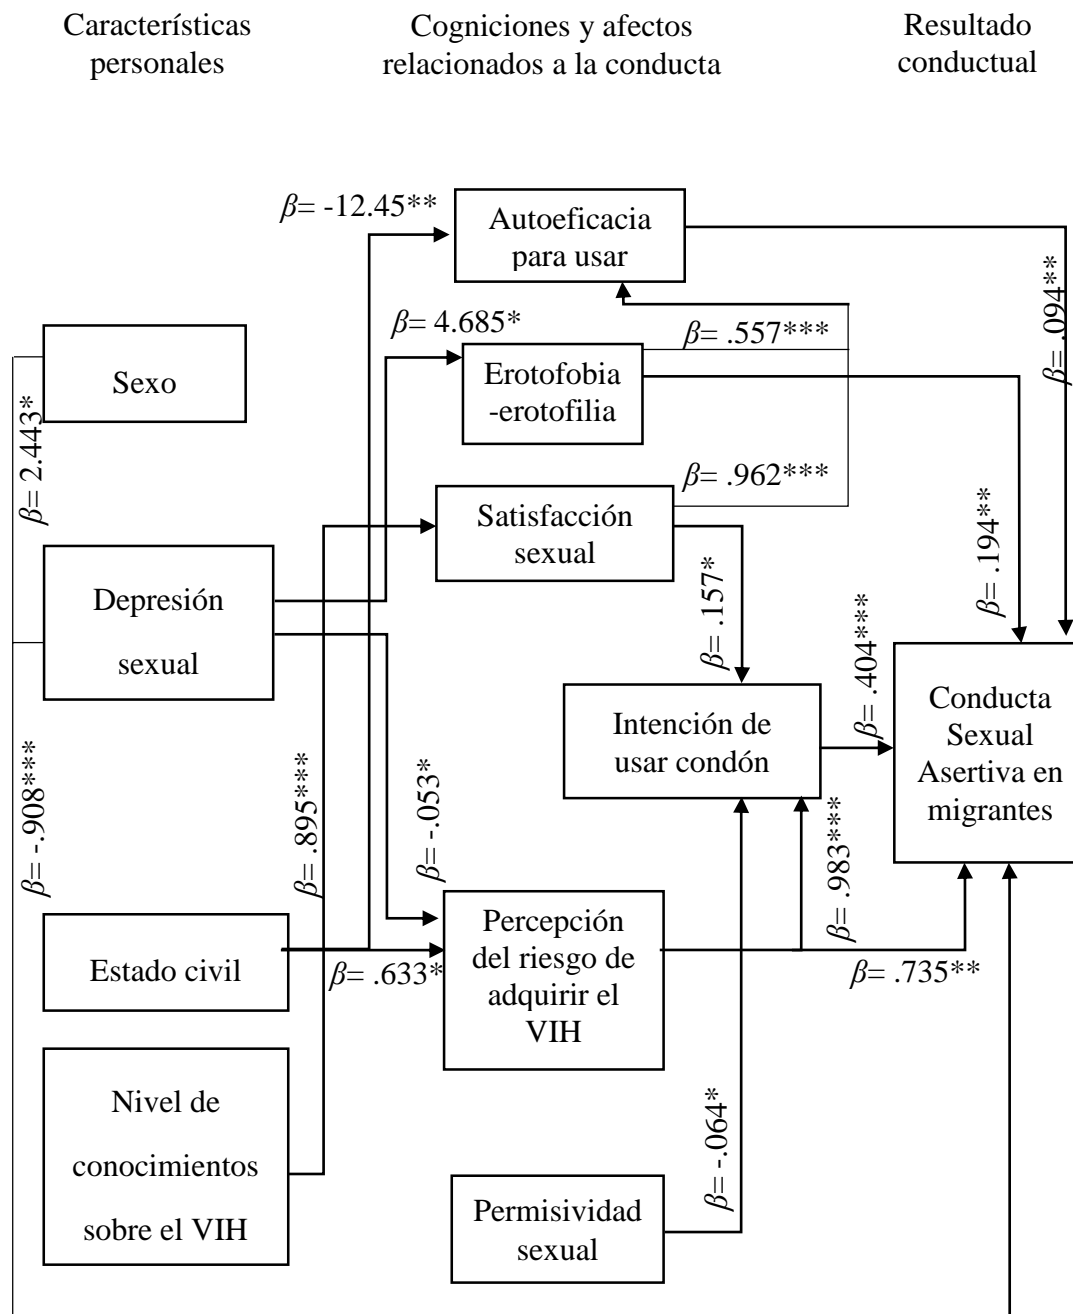 Características
personales
Cogniciones y afectos
relacionados a la conducta
Resultado
conductual
β= -12.45**
Autoeficacia
para usar
β= .094**
β= 4.685*
β= .557***
Sexo
Erotofobia
-erotofilia
β= 2.443*
β= .962***
Satisfacción
sexual
β= .194**
Depresión
sexual
β= .157*
β= .404***
Intención de
usar condón
Conducta
Sexual
Asertiva en
migrantes
β= -.908***
β= .895***
β= -.053*
β= .983***
Estado civil
β= .633*
Percepción
del riesgo de
adquirir el
VIH
β= .735**
Nivel de
conocimientos
sobre el VIH
β= -.064*
Permisividad
sexual